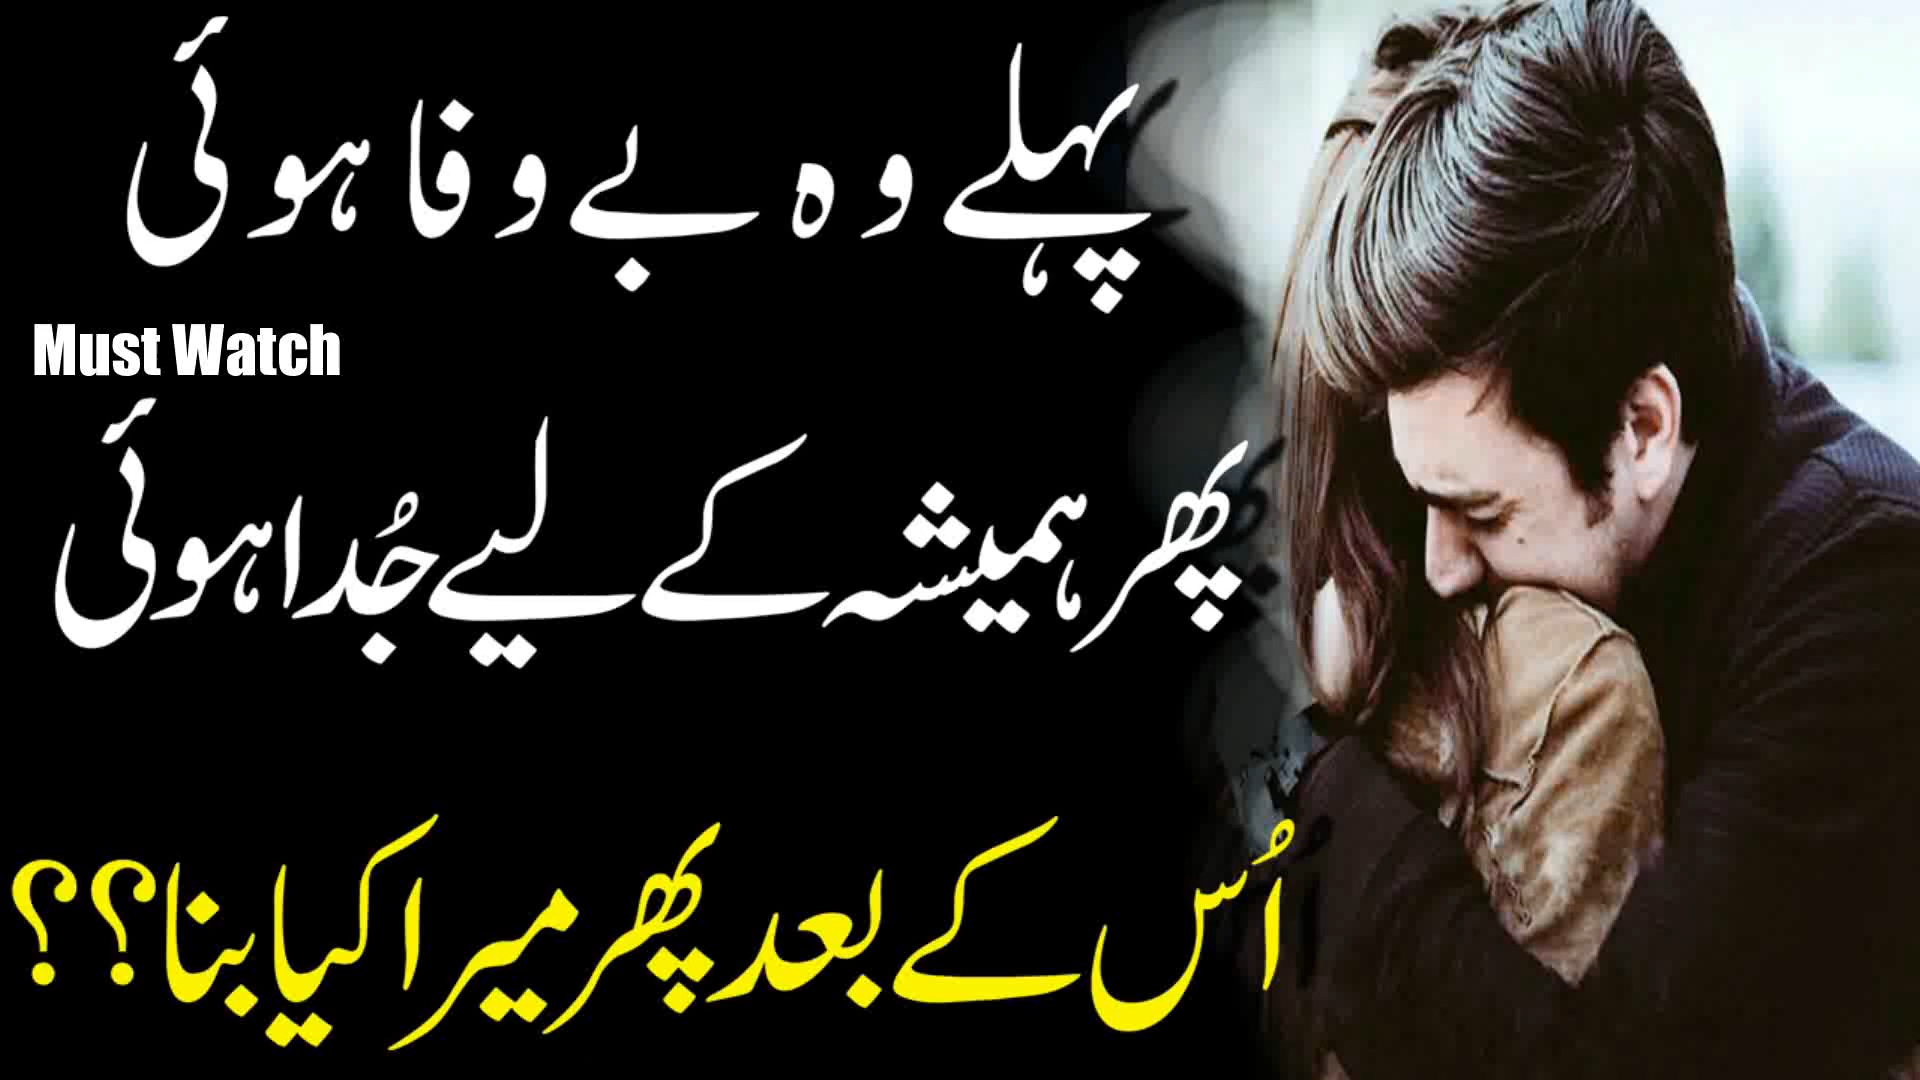 پہلے وہ بے وفا ہوئی
Must Watch
پھر ہمیشہ کے لیے جُدا ہوئی
اُس کے بعد پھر میرا کیا بنا؟؟